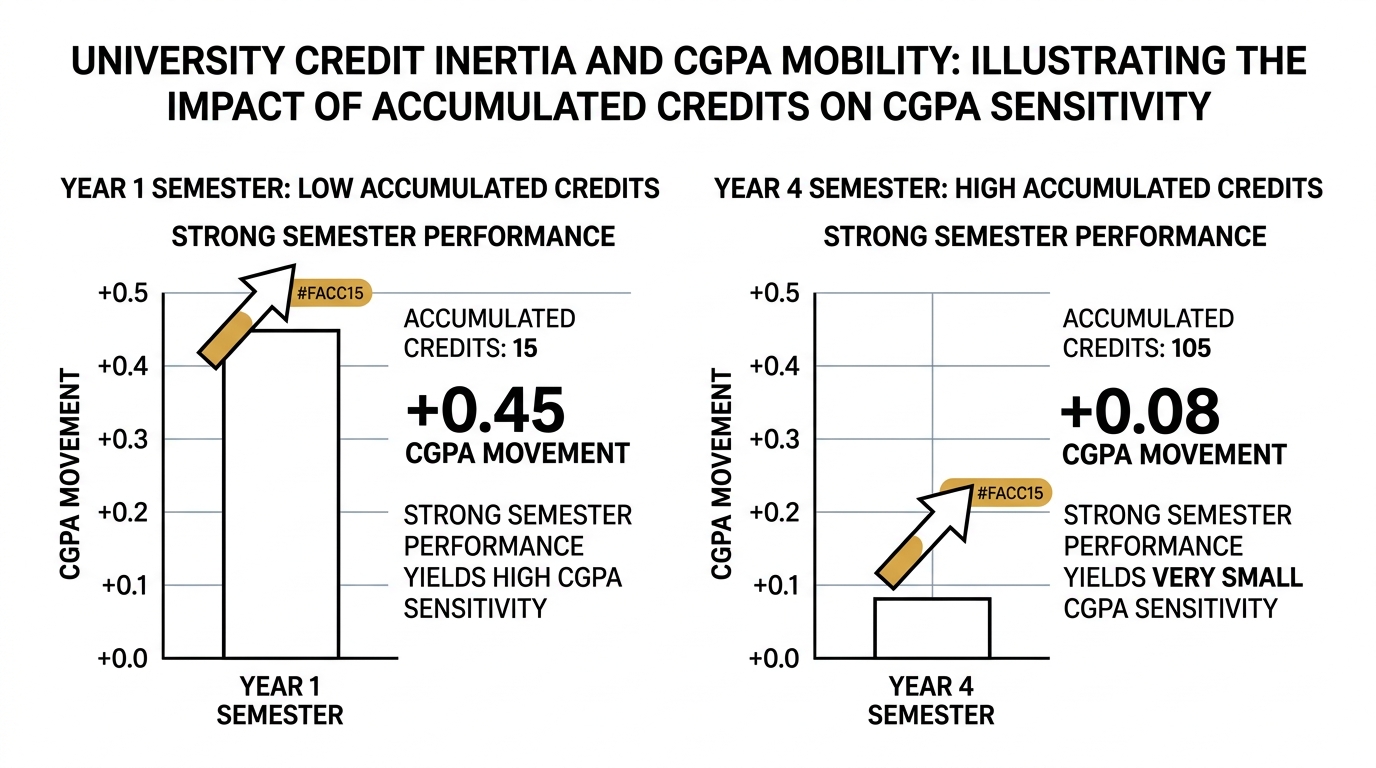 UNIVERSITY CREDIT INERTIA AND CGPA MOBILITY: ILLUSTRATING THE
IMPACT OF ACCUMULATED CREDITS ON CGPA SENSITIVITY
YEAR 1 SEMESTER: LOW ACCUMULATED CREDITS
STRONG SEMESTER PERFORMANCE
CGPA MOVEMENT
+0.5
+0.4
+0.3
+0.2
+0.1
+0.0
#FACC15
ACCUMULATED
CREDITS: 15
+0.45
CGPA MOVEMENT
STRONG SEMESTER
PERFORMANCE
YIELDS HIGH CGPA
SENSITIVITY
YEAR 1
SEMESTER
YEAR 4 SEMESTER: HIGH ACCUMULATED CREDITS
STRONG SEMESTER PERFORMANCE
CGPA MOVEMENT
+0.5
+0.4
+0.3
+0.2
+0.1
+0.0
#FACC15
ACCUMULATED
CREDITS: 105
+0.08
CGPA MOVEMENT
STRONG SEMESTER
PERFORMANCE
YIELDS VERY SMALL
CGPA SENSITIVITY
YEAR 4
SEMESTER